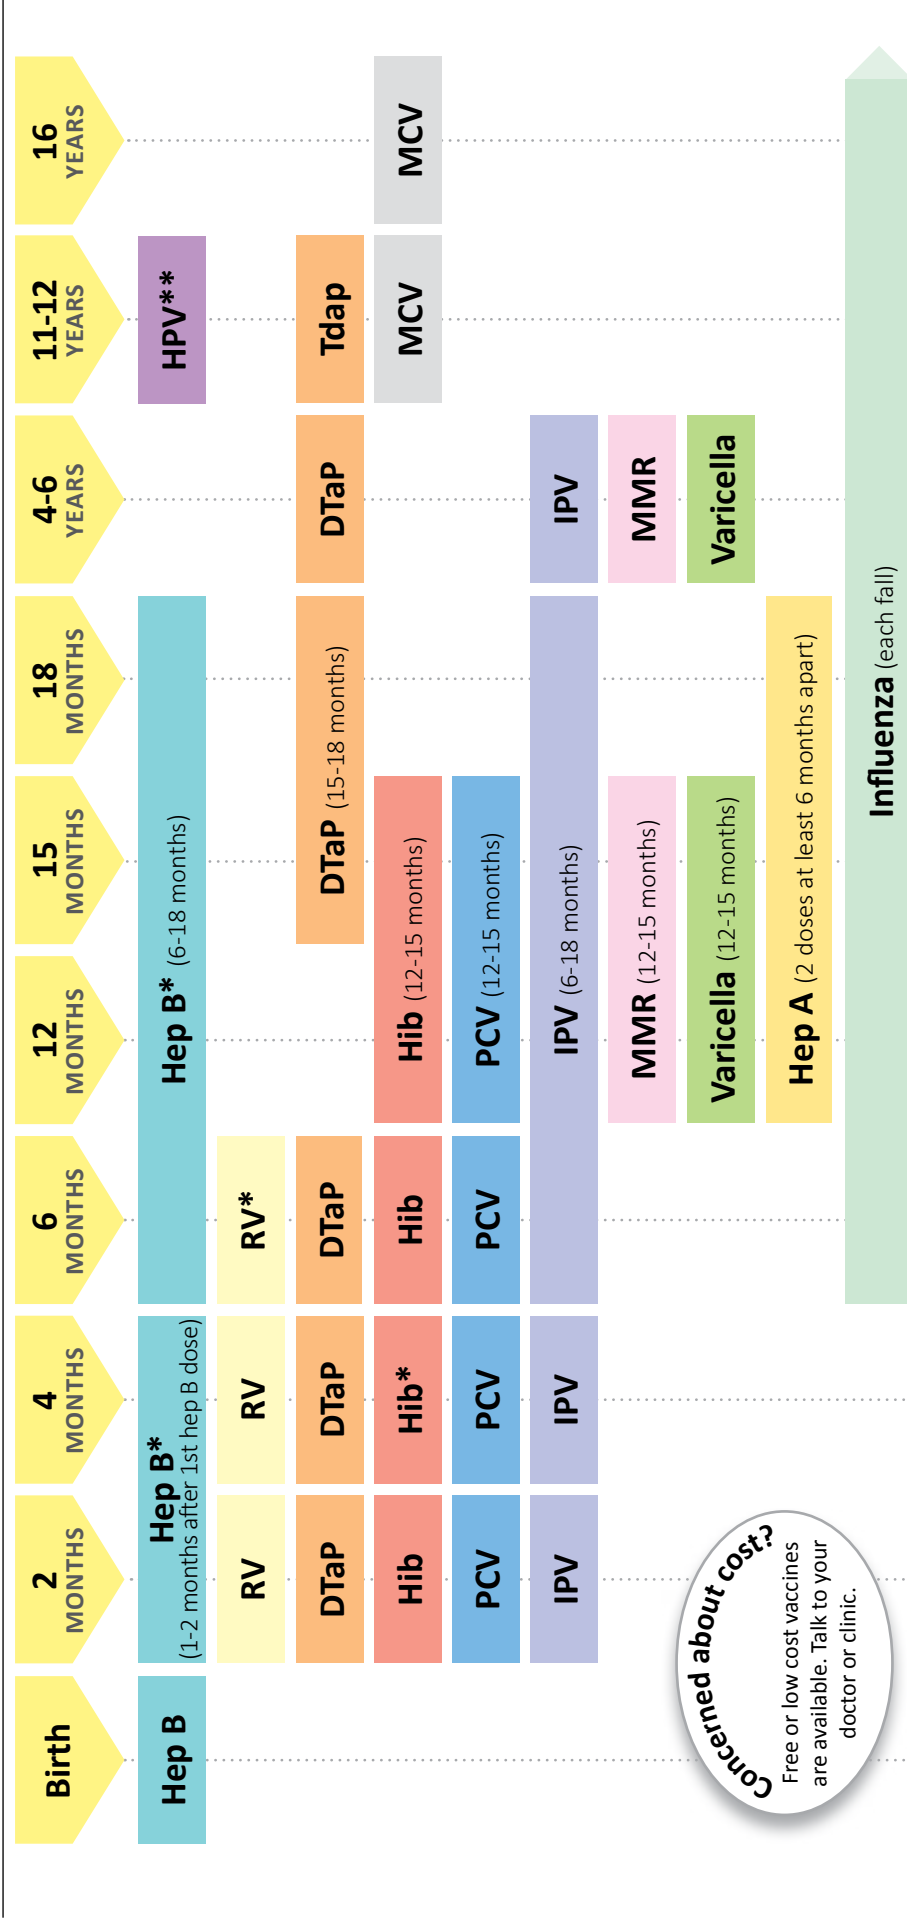 Birth
2
MONTHS
4
MONTHS
6
MONTHS
12
MONTHS
15
MONTHS
18
MONTHS
4-6
YEARS
11-12
YEARS
16
YEARS
Hep B
Hep B*
(1-2 months after 1st hep B dose)
Hep B* (6-18 months)
HPV**
RV
RV
RV*
DTaP
DTaP
DTaP
DTaP (15-18 months)
DTaP
Tdap
Hib
Hib*
Hib
Hib (12-15 months)
MCV
MCV
PCV
PCV
PCV
PCV (12-15 months)
IPV
IPV
IPV (6-18 months)
IPV
MMR (12-15 months)
MMR
Varicella (12-15 months)
Varicella
Hep A (2 doses at least 6 months apart)
Influenza (each fall)
Concerned about cost?
Free or low cost vaccines
are available. Talk to your
doctor or clinic.